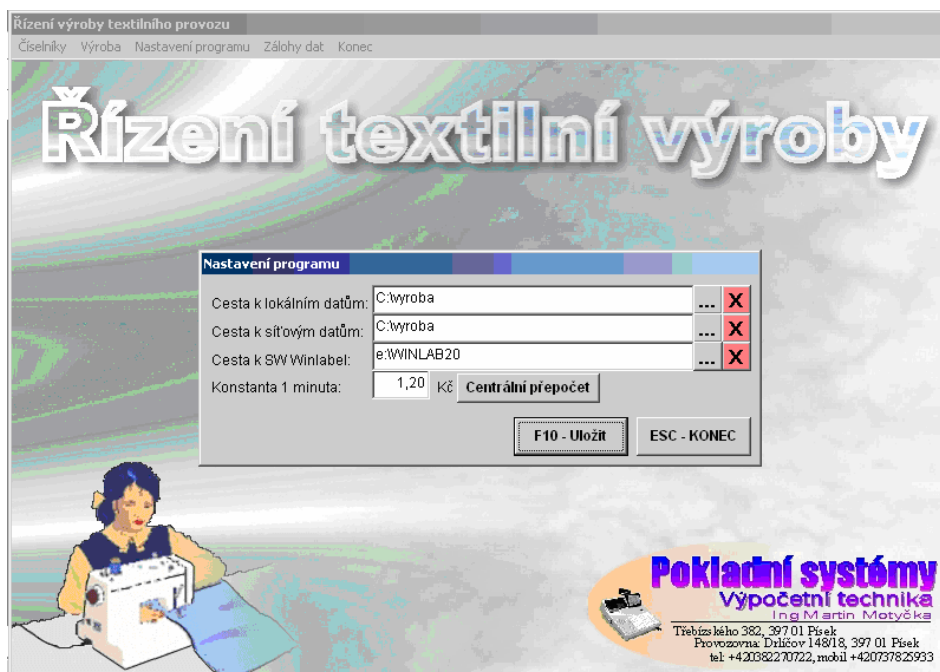 Řízení výroby textilního provozu
Číselníky Výroba Nastavení programu Zálohy dat Konec
Řízení textilní výroby
Nastavení programu
Cesta k lokálním datům: C:\vyroba ... X
Cesta k síťovým datům: C:\vyroba ... X
Cesta k SW Winlabel: e:\WINLAB20 ... X
Konstanta 1 minuta: 1,20 Kč Centrální přepočet
F10 - Uložit ESC - KONEC
Pokladní systémy
Výpočetní technika
Ing Martin Motyčka
Třebízského 382, 397 01 Písek
Provozovna: Drlíčov 148/18, 397 01 Písek
tel: +420382270722, mobil +420737825933